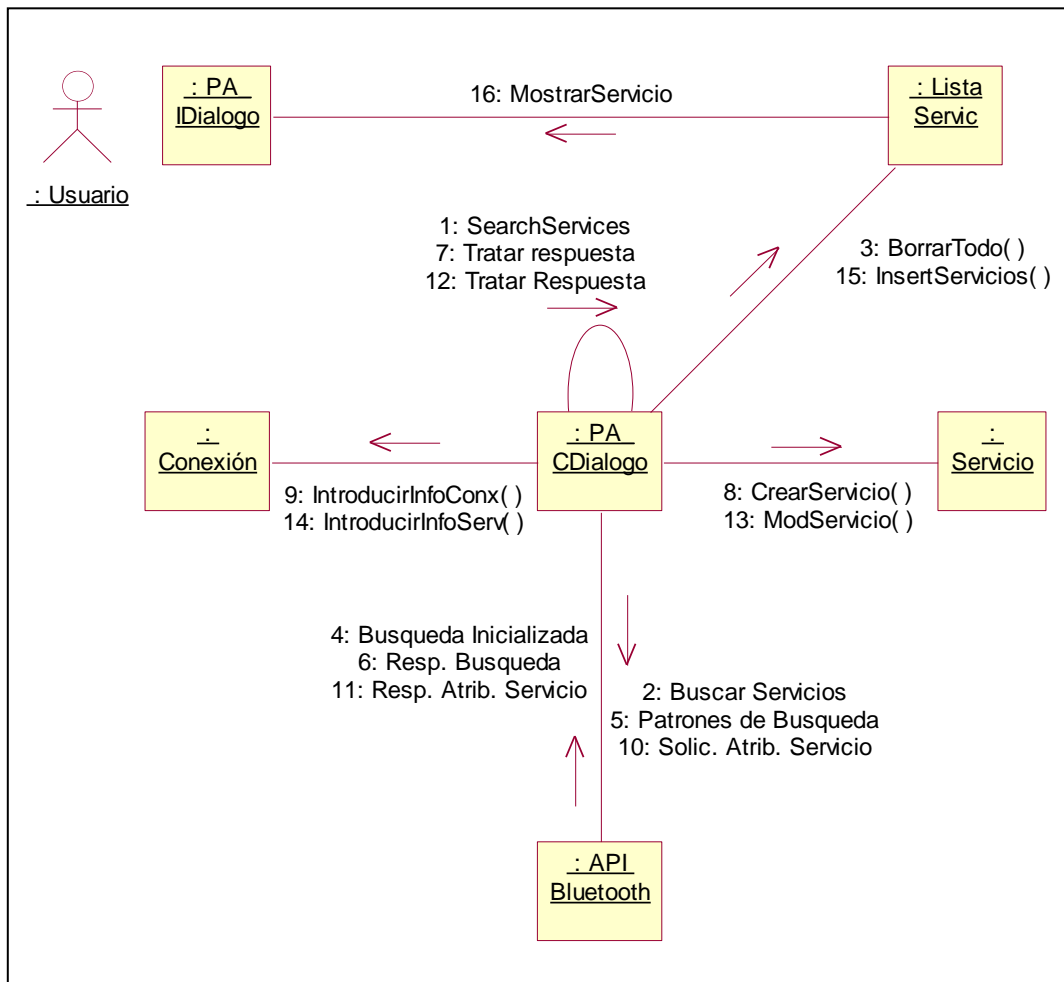 : PA
IDialogo
16: MostrarServicio
: Lista
Servic
: Usuario
1: SearchServices
7: Tratar respuesta
12: Tratar Respuesta
3: BorrarTodo( )
15: InsertServicios( )
:
Conexión
: PA
CDialogo
:
Servicio
9: IntroducirInfoConx( )
14: IntroducirInfoServ( )
8: CrearServicio( )
13: ModServicio( )
4: Busqueda Inicializada
6: Resp. Busqueda
11: Resp. Atrib. Servicio
2: Buscar Servicios
5: Patrones de Busqueda
10: Solic. Atrib. Servicio
: API
Bluetooth